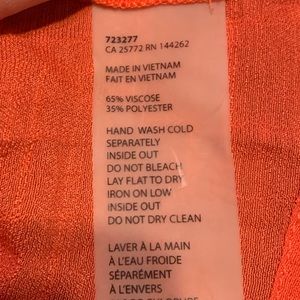 723277
CA 25772 RN 144262
MADE IN VIETNAM
FAIT EN VIETNAM
65% VISCOSE
35% POLYESTER
HAND WASH COLD
SEPARATELY
INSIDE OUT
DO NOT BLEACH
LAY FLAT TO DRY
IRON ON LOW
INSIDE OUT
DO NOT DRY CLEAN
LAVER À LA MAIN
À L'EAU FROIDE
SÉPARÉMENT
À L'ENVERS